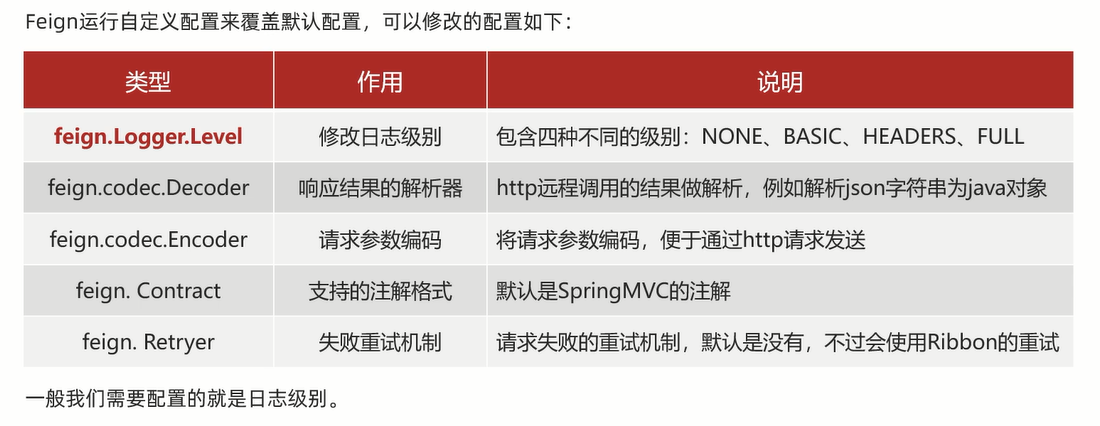 Feign运行自定义配置来覆盖默认配置，可以修改的配置如下：
类型 作用 说明
feign.Logger.Level 修改日志级别 包含四种不同的级别：NONE、BASIC、HEADERS、FULL
feign.codec.Decoder 响应结果的解析器 http远程调用的结果做解析，例如解析json字符串为java对象
feign.codec.Encoder 请求参数编码 将请求参数编码，便于通过http请求发送
feign. Contract 支持的注解格式 默认是SpringMVC的注解
feign. Retryer 失败重试机制 请求失败的重试机制，默认是没有，不过会使用Ribbon的重试
一般我们需要配置的就是日志级别。